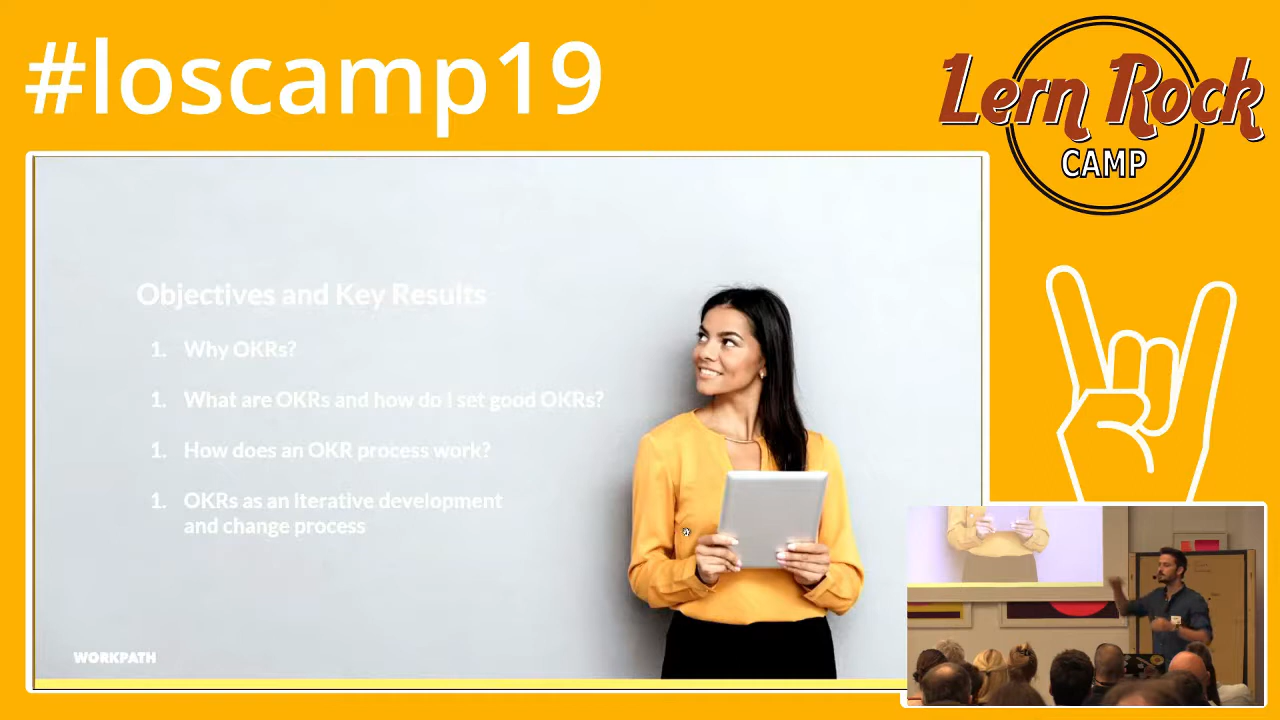 #loscamp19
Lern Rock
CAMP
Objectives and Key Results
1. Why OKRs?
1. What are OKRs and how do I set good OKRs?
1. How does an OKR process work?
1. OKRs as an iterative development
and change process
WORKPATH